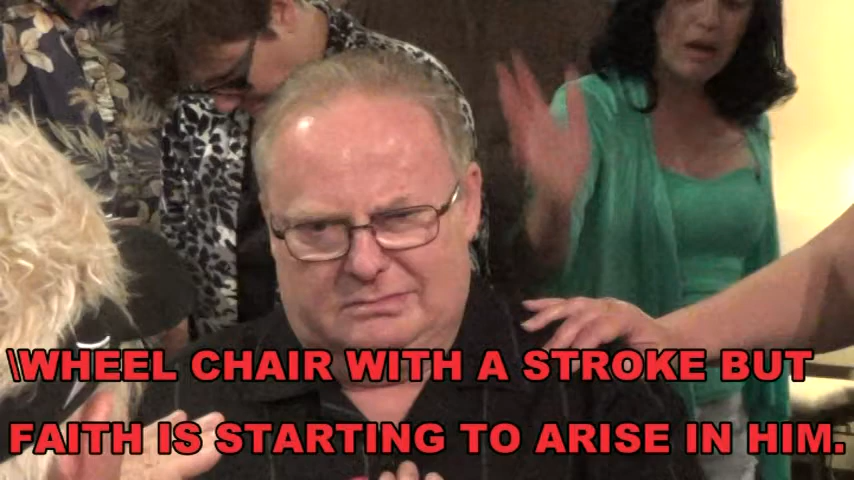 \WHEEL CHAIR WITH A STROKE BUT
FAITH IS STARTING TO ARISE IN HIM.